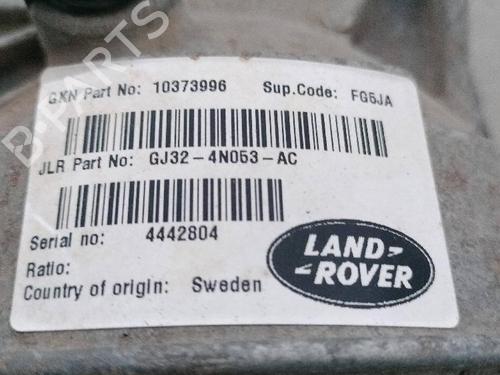 B-PARTS
GKN Part No: 10373996 Sup.Code: FG5JA
JLR Part No: GJ32-4N053-AC
Serial no: 4442804
Ratio:
Country of origin: Sweden
LAND-
-ROVER